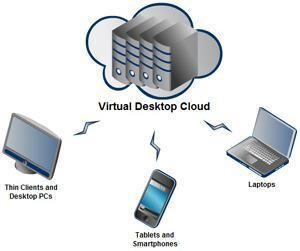 Virtual Desktop Cloud
Thin Clients and
Desktop PCs
Tablets and
Smartphones
Laptops